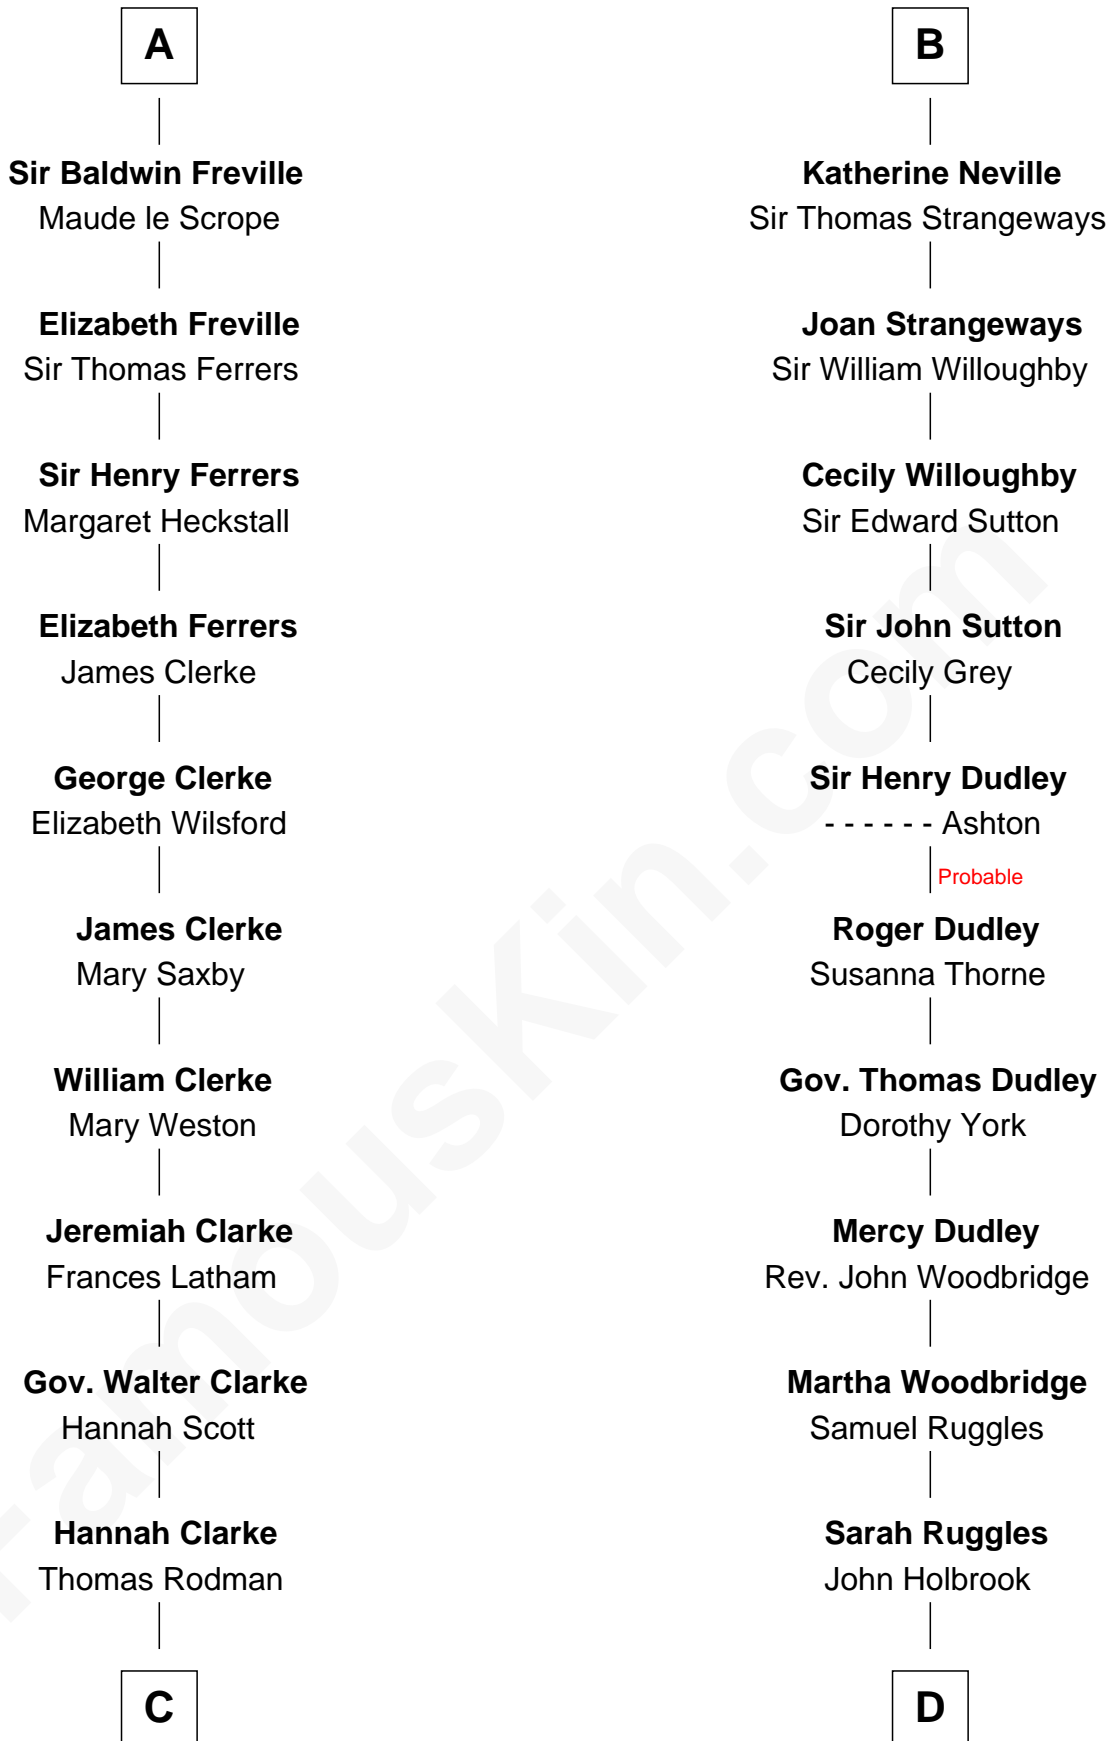 A
Sir Baldwin Freville
Maude le Scrope
Elizabeth Freville
Sir Thomas Ferrers
Sir Henry Ferrers
Margaret Heckstall
Elizabeth Ferrers
James Clerke
George Clerke
Elizabeth Wilsford
James Clerke
Mary Saxby
William Clerke
Mary Weston
Jeremiah Clarke
Frances Latham
Gov. Walter Clarke
Hannah Scott
Hannah Clarke
Thomas Rodman
C
B
Katherine Neville
Sir Thomas Strangeways
Joan Strangeways
Sir William Willoughby
Cecily Willoughby
Sir Edward Sutton
Sir John Sutton
Cecily Grey
Sir Henry Dudley
- - - - - - Ashton
Probable
Roger Dudley
Susanna Thorne
Gov. Thomas Dudley
Dorothy York
Mercy Dudley
Rev. John Woodbridge
Martha Woodbridge
Samuel Ruggles
Sarah Ruggles
John Holbrook
D
FamousKin.com